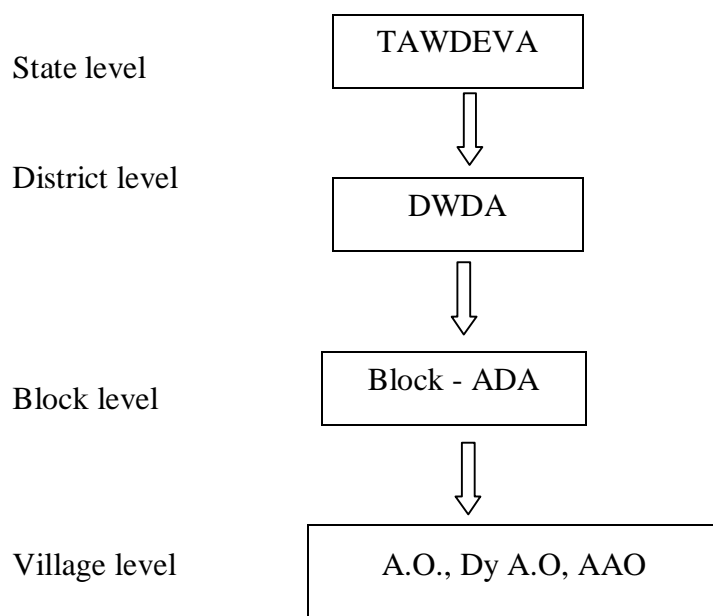 State level
TAWDEVA
District level
DWDA
Block level
Block - ADA
Village level
A.O., Dy A.O, AAO